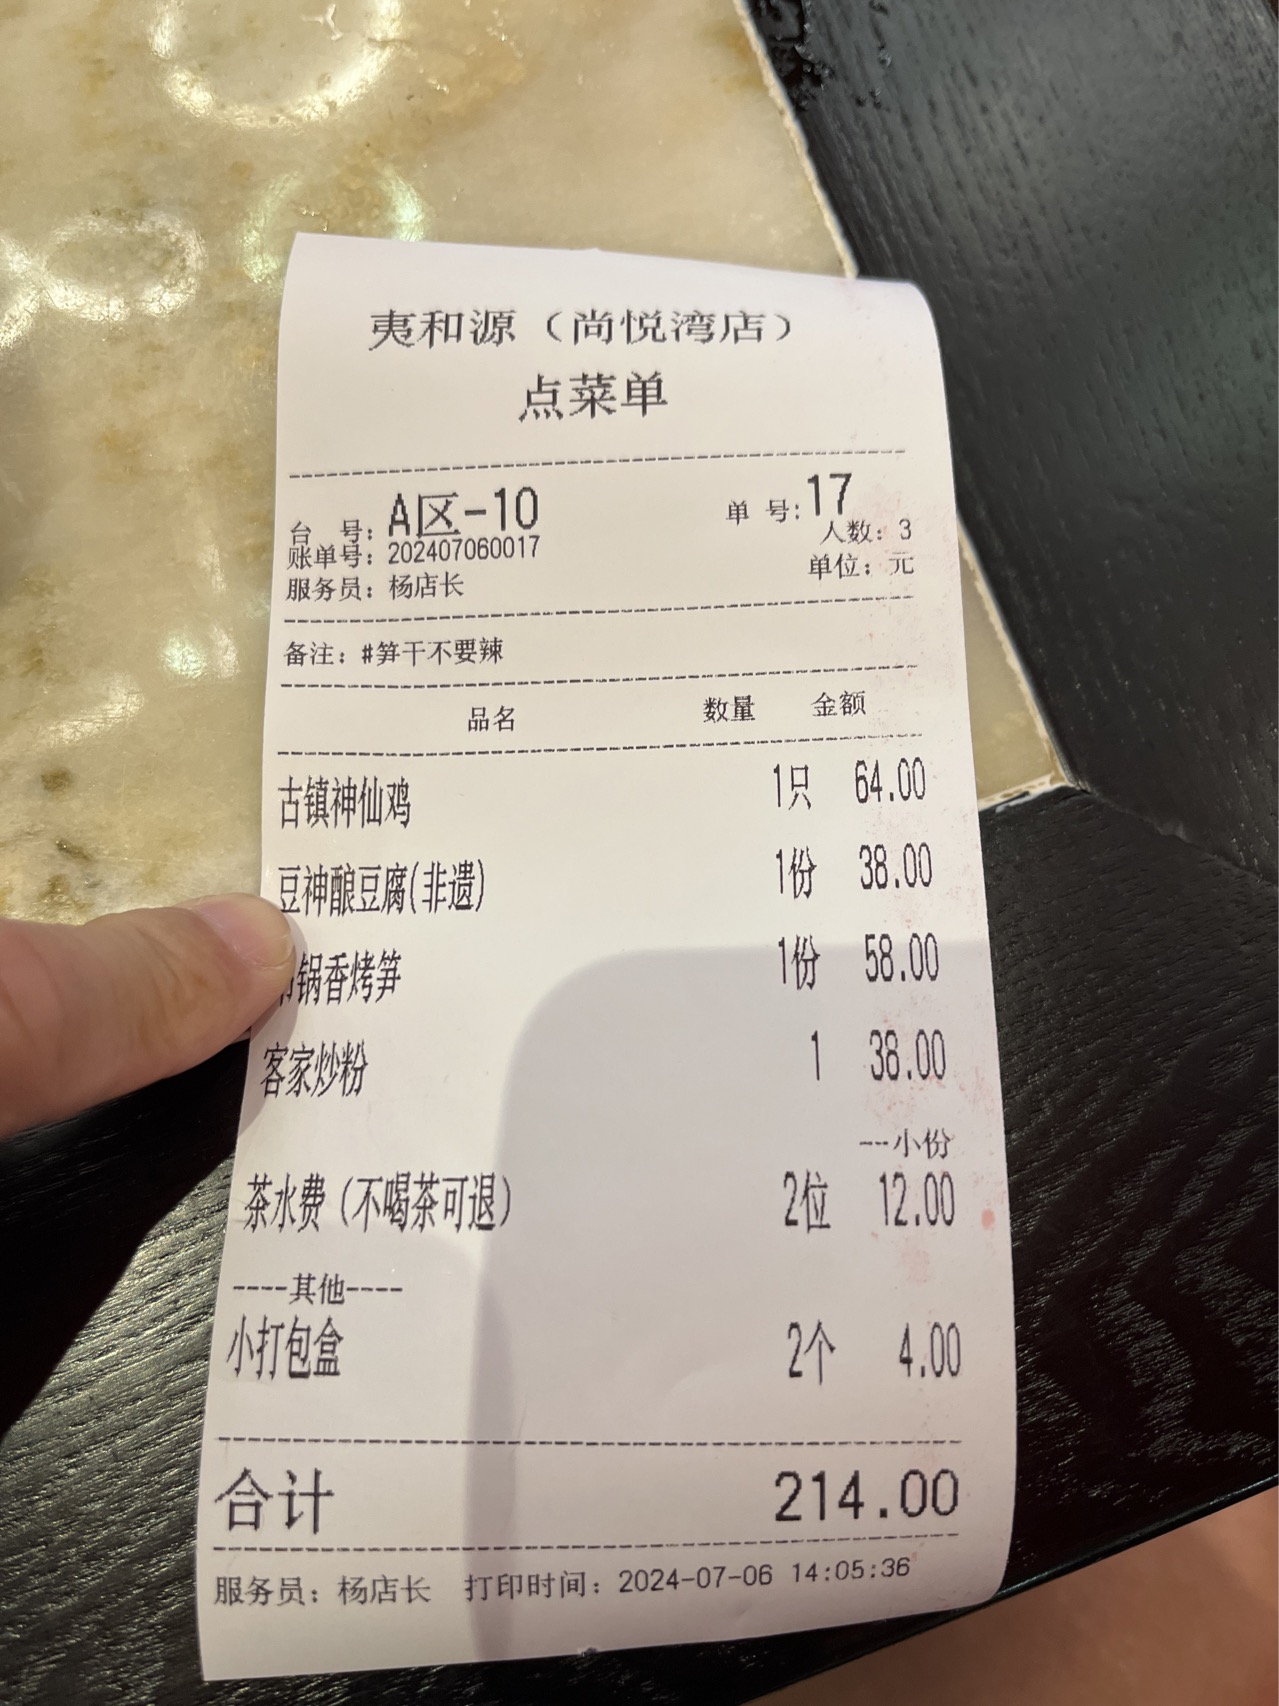 夷和源（尚悦湾店）
点菜单
台 号：A区-10 单 号:17
人数：3
账单号：202407060017
单位：元
服务员：杨店长
备注：#笋干不要辣
品名 数量 金额
古镇神仙鸡 1只 64.00
豆神酿豆腐(非遗) 1份 38.00
锅香烤笋 1份 58.00
客家炒粉 1 38.00
--小份
茶水费（不喝茶可退） 2位 12.00
----其他----
小打包盒 2个 4.00
合计 214.00
服务员：杨店长 打印时间：2024-07-06 14:05:36